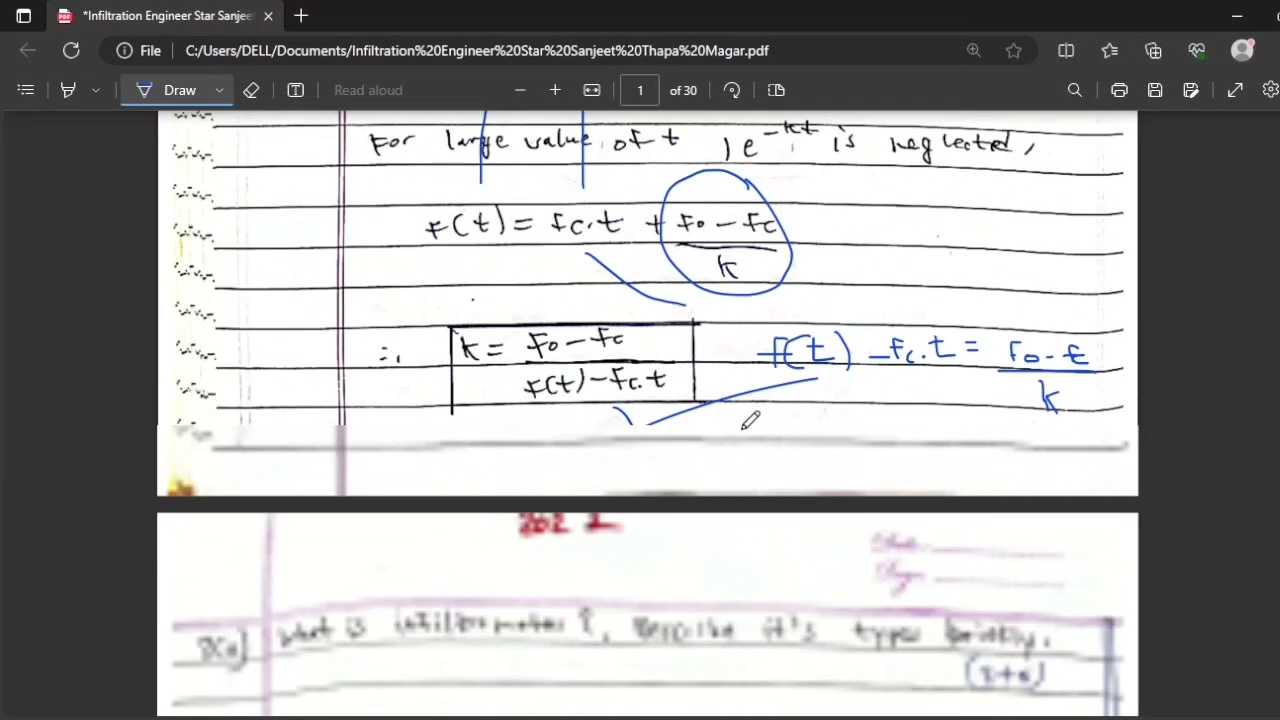 *Infiltration Engineer Star Sanjee
File
C:/Users/DELL/Documents/Infiltration%20Engineer%20Star%20Sanjeet%20Thapa%20Magar.pdf
Draw
Read aloud
1
of 30
For large value of t , e^-kt is neglected,
F(t) = fc.t + fo - fc
k
∴ k = fo - fc
F(t) - fc.t
f(t) - fc.t = fo - f
k
202 1
What is infiltrometer?, Describe it's types briefly.